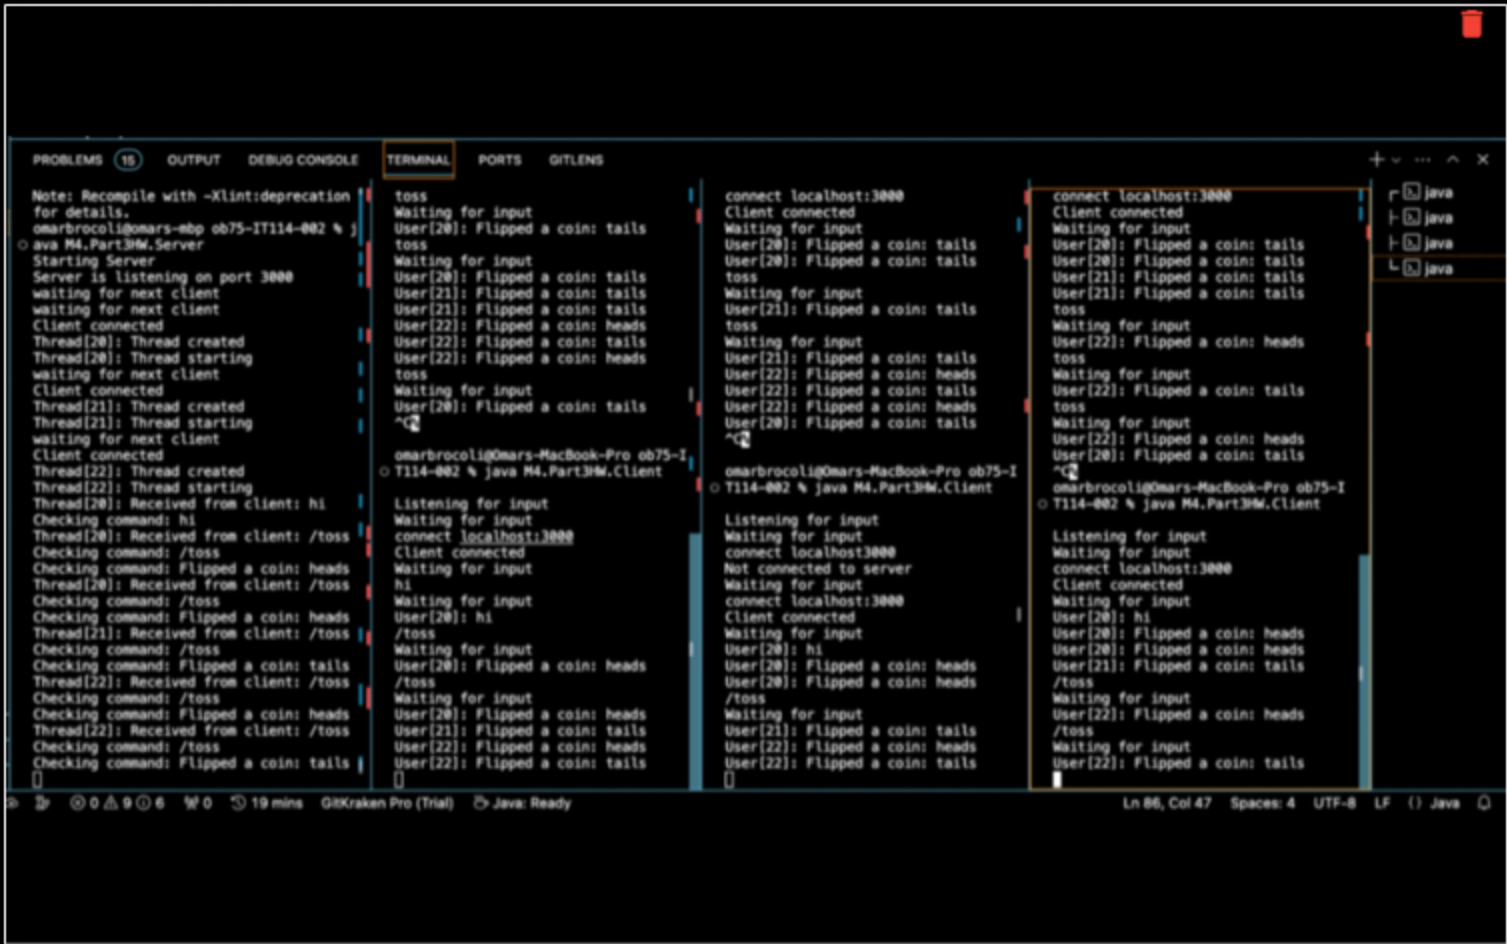 PROBLEMS 15 OUTPUT DEBUG CONSOLE TERMINAL PORTS GITLENS
Note: Recompile with -Xlint:deprecation
for details.
omarbrocoli@omars-mbp ob75-IT114-002 % j
ava M4.Part3HW.Server
Starting Server
Server is listening on port 3000
waiting for next client
waiting for next client
Client connected
Thread[20]: Thread created
Thread[20]: Thread starting
waiting for next client
Client connected
Thread[21]: Thread created
Thread[21]: Thread starting
waiting for next client
Client connected
Thread[22]: Thread created
Thread[22]: Thread starting
Thread[20]: Received from client: hi
Checking command: hi
Thread[20]: Received from client: /toss
Checking command: /toss
Checking command: Flipped a coin: heads
Thread[20]: Received from client: /toss
Checking command: /toss
Checking command: Flipped a coin: heads
Thread[21]: Received from client: /toss
Checking command: /toss
Checking command: Flipped a coin: tails
Thread[22]: Received from client: /toss
Checking command: /toss
Checking command: Flipped a coin: heads
Thread[22]: Received from client: /toss
Checking command: /toss
Checking command: Flipped a coin: tails
toss
Waiting for input
User[20]: Flipped a coin: tails
toss
Waiting for input
User[20]: Flipped a coin: tails
User[21]: Flipped a coin: tails
User[21]: Flipped a coin: tails
User[22]: Flipped a coin: heads
User[22]: Flipped a coin: tails
User[22]: Flipped a coin: heads
toss
Waiting for input
User[20]: Flipped a coin: tails
^C
omarbrocoli@Omars-MacBook-Pro ob75-I
T114-002 % java M4.Part3HW.Client
Listening for input
Waiting for input
connect localhost:3000
Client connected
Waiting for input
hi
Waiting for input
User[20]: hi
/toss
Waiting for input
User[20]: Flipped a coin: heads
/toss
Waiting for input
User[20]: Flipped a coin: heads
User[21]: Flipped a coin: tails
User[22]: Flipped a coin: heads
User[22]: Flipped a coin: tails
connect localhost:3000
Client connected
Waiting for input
User[20]: Flipped a coin: tails
User[20]: Flipped a coin: tails
toss
Waiting for input
User[21]: Flipped a coin: tails
toss
Waiting for input
User[21]: Flipped a coin: tails
User[22]: Flipped a coin: heads
User[22]: Flipped a coin: tails
User[22]: Flipped a coin: heads
User[20]: Flipped a coin: tails
^C
omarbrocoli@Omars-MacBook-Pro ob75-I
T114-002 % java M4.Part3HW.Client
Listening for input
Waiting for input
connect localhost3000
Not connected to server
Waiting for input
connect localhost:3000
Client connected
Waiting for input
User[20]: hi
User[20]: Flipped a coin: heads
User[20]: Flipped a coin: heads
/toss
Waiting for input
User[21]: Flipped a coin: tails
User[22]: Flipped a coin: heads
User[22]: Flipped a coin: tails
connect localhost:3000
Client connected
Waiting for input
User[20]: Flipped a coin: tails
User[20]: Flipped a coin: tails
User[21]: Flipped a coin: tails
User[21]: Flipped a coin: tails
toss
Waiting for input
User[22]: Flipped a coin: heads
toss
Waiting for input
User[22]: Flipped a coin: tails
toss
Waiting for input
User[22]: Flipped a coin: heads
User[20]: Flipped a coin: tails
^C
omarbrocoli@Omars-MacBook-Pro ob75-I
T114-002 % java M4.Part3HW.Client
Listening for input
Waiting for input
connect localhost:3000
Client connected
Waiting for input
User[20]: hi
User[20]: Flipped a coin: heads
User[20]: Flipped a coin: heads
User[21]: Flipped a coin: tails
/toss
Waiting for input
User[22]: Flipped a coin: heads
/toss
Waiting for input
User[22]: Flipped a coin: tails
java
java
java
java
0 9 6 0 19 mins GitKraken Pro (Trial) Java: Ready Ln 86, Col 47 Spaces: 4 UTF-8 LF () Java